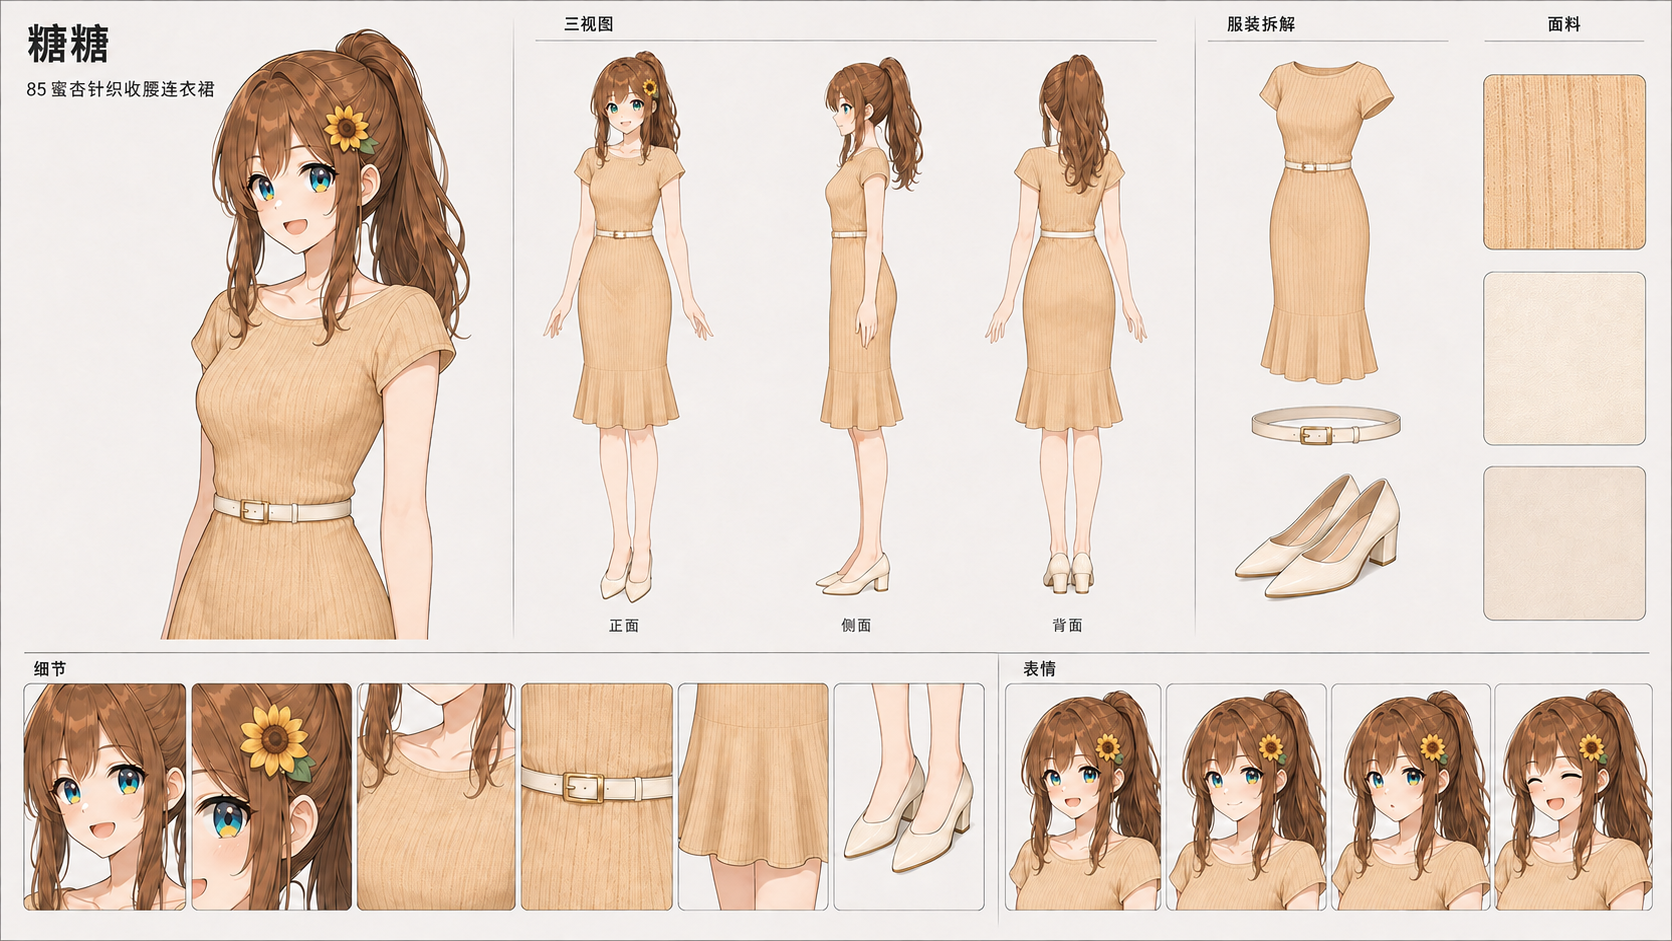 糖糖
85 蜜杏针织收腰连衣裙
三视图
正面
侧面
背面
服装拆解
面料
细节
表情